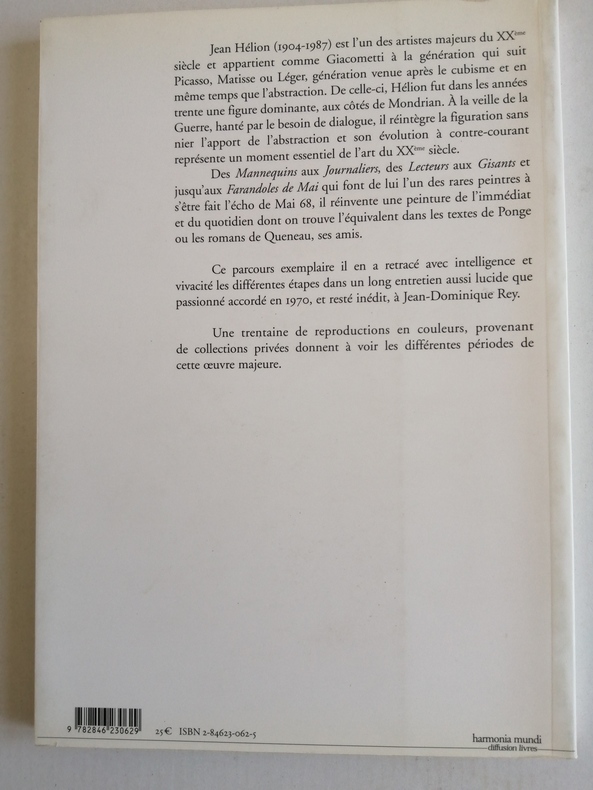 Jean Hélion (1904-1987) est l'un des artistes majeurs du XXème
siècle et appartient comme Giacometti à la génération qui suit
Picasso, Matisse ou Léger, génération venue après le cubisme et en
même temps que l'abstraction. De celle-ci, Hélion fut dans les années
trente une figure dominante, aux côtés de Mondrian. À la veille de la
Guerre, hanté par le besoin de dialogue, il réintègre la figuration sans
nier l'apport de l'abstraction et son évolution à contre-courant
représente un moment essentiel de l'art du XXème siècle.
Des Mannequins aux Journaliers, des Lecteurs aux Gisants et
jusqu'aux Farandoles de Mai qui font de lui l'un des rares peintres à
s'être fait l'écho de Mai 68, il réinvente une peinture de l'immédiat
et du quotidien dont on trouve l'équivalent dans les textes de Ponge
ou les romans de Queneau, ses amis.
Ce parcours exemplaire il en a retracé avec intelligence et
vivacité les différentes étapes dans un long entretien aussi lucide que
passionné accordé en 1970, et resté inédit, à Jean-Dominique Rey.
Une trentaine de reproductions en couleurs, provenant
de collections privées donnent à voir les différentes périodes de
cette œuvre majeure.
9 782846 230629
25€ ISBN 2-84623-062-5
harmonia mundi
diffusion livres